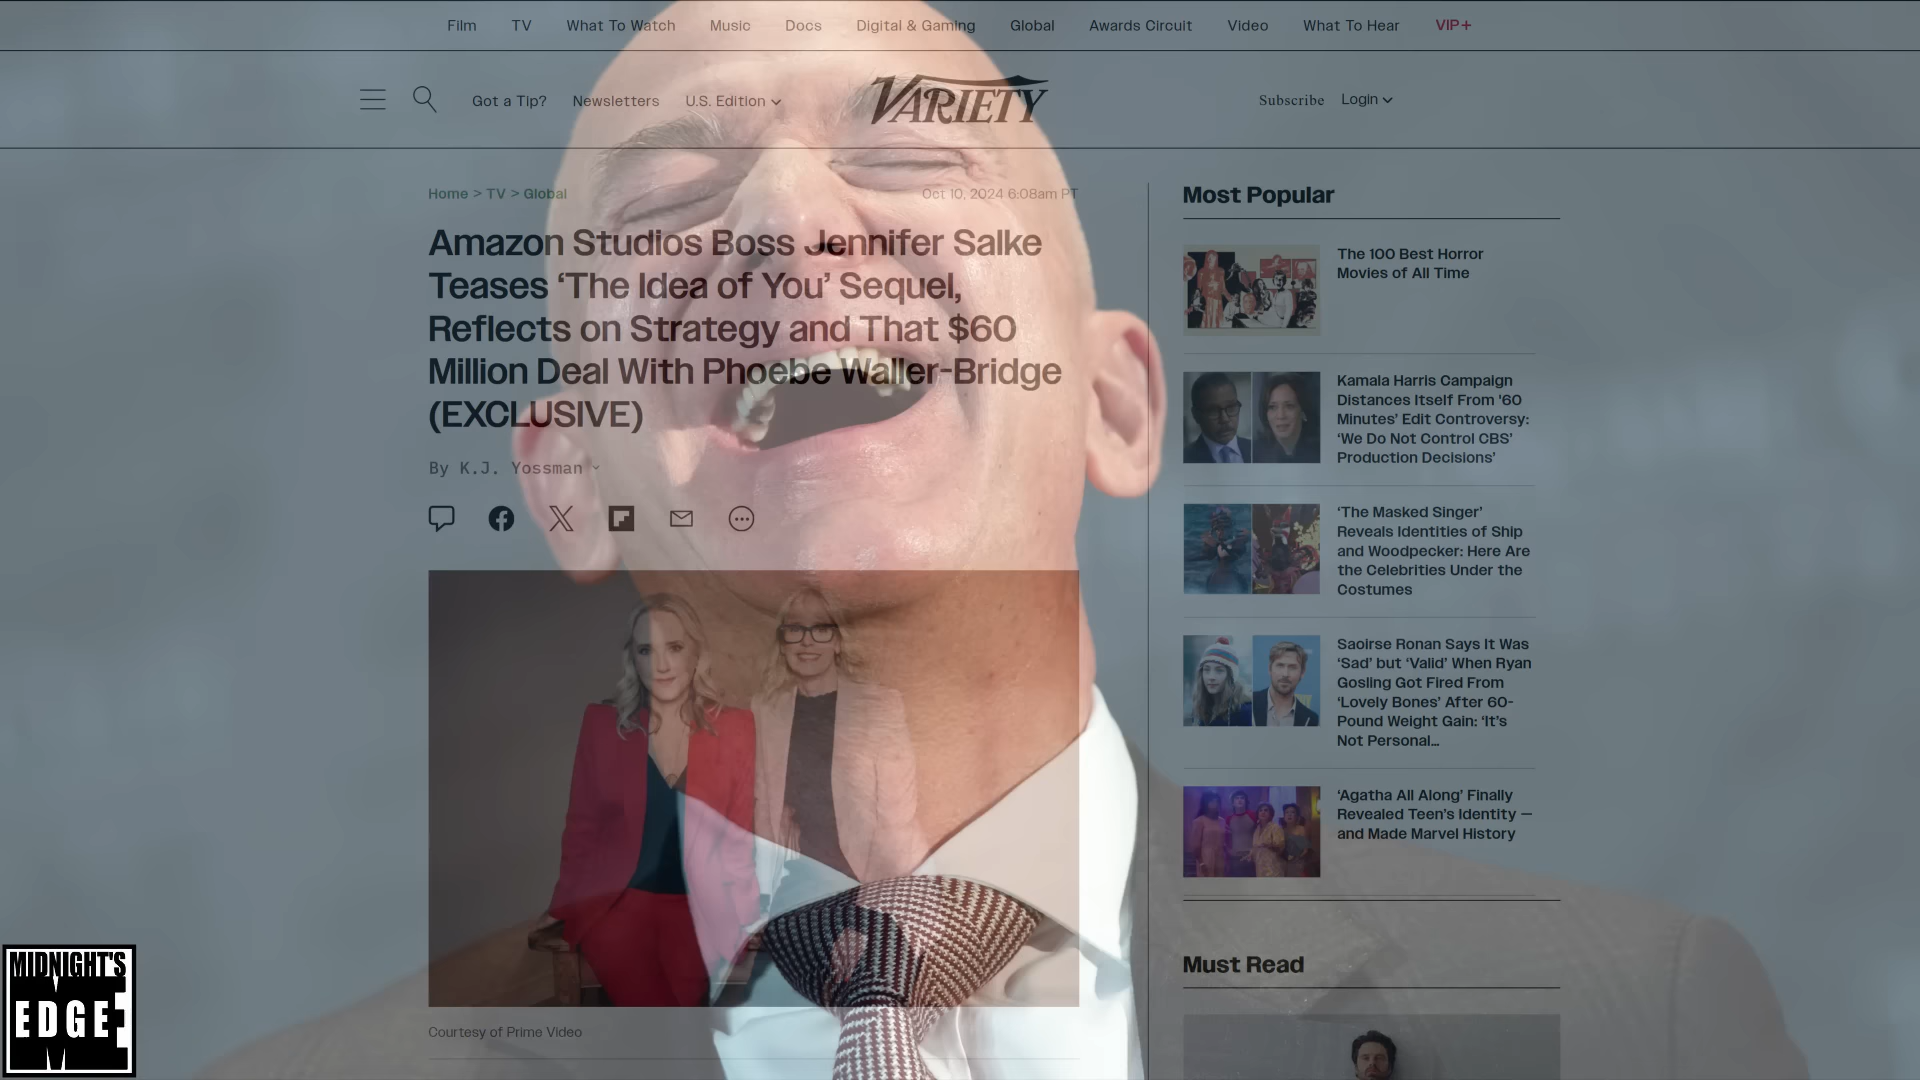 Film TV What To Watch Music Docs Digital & Gaming Global Awards Circuit Video What To Hear VIP+
Got a Tip? Newsletters U.S. Edition VARIETY Subscribe Login
Home > TV > Global Oct 10, 2024 6:08am PT
Amazon Studios Boss Jennifer Salke
Teases ‘The Idea of You’ Sequel,
Reflects on Strategy and That $60
Million Deal With Phoebe Waller-Bridge
(EXCLUSIVE)
By K.J. Yossman
Courtesy of Prime Video
Most Popular
The 100 Best Horror
Movies of All Time
Kamala Harris Campaign
Distances Itself From ’60
Minutes’ Edit Controversy:
‘We Do Not Control CBS’
Production Decisions’
‘The Masked Singer’
Reveals Identities of Ship
and Woodpecker: Here Are
the Celebrities Under the
Costumes
Saoirse Ronan Says It Was
‘Sad’ but ‘Valid’ When Ryan
Gosling Got Fired From
‘Lovely Bones’ After 60-
Pound Weight Gain: ‘It’s
Not Personal...
‘Agatha All Along’ Finally
Revealed Teen’s Identity —
and Made Marvel History
Must Read
MIDNIGHT'S
EDGE